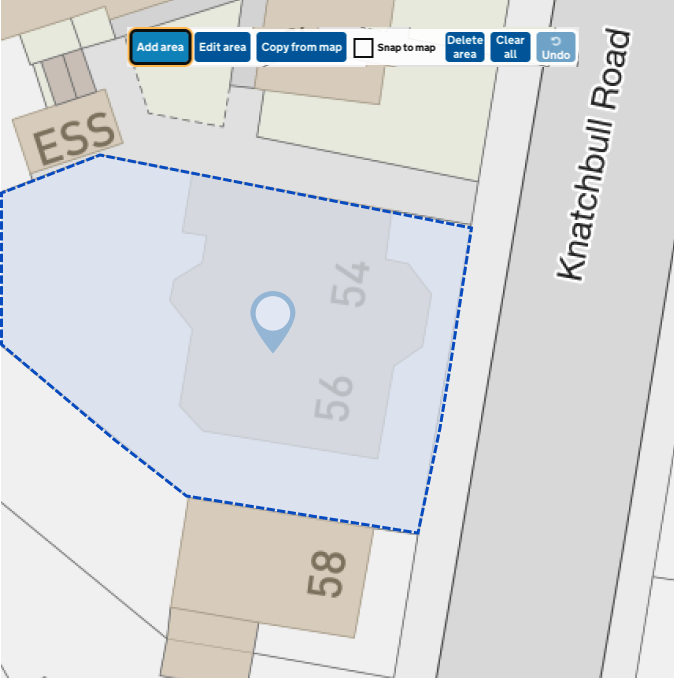 Add area
Edit area
Copy from map
Snap to map
Delete
area
Clear
all
Undo
Knatchbull Road
ESS
54
56
58